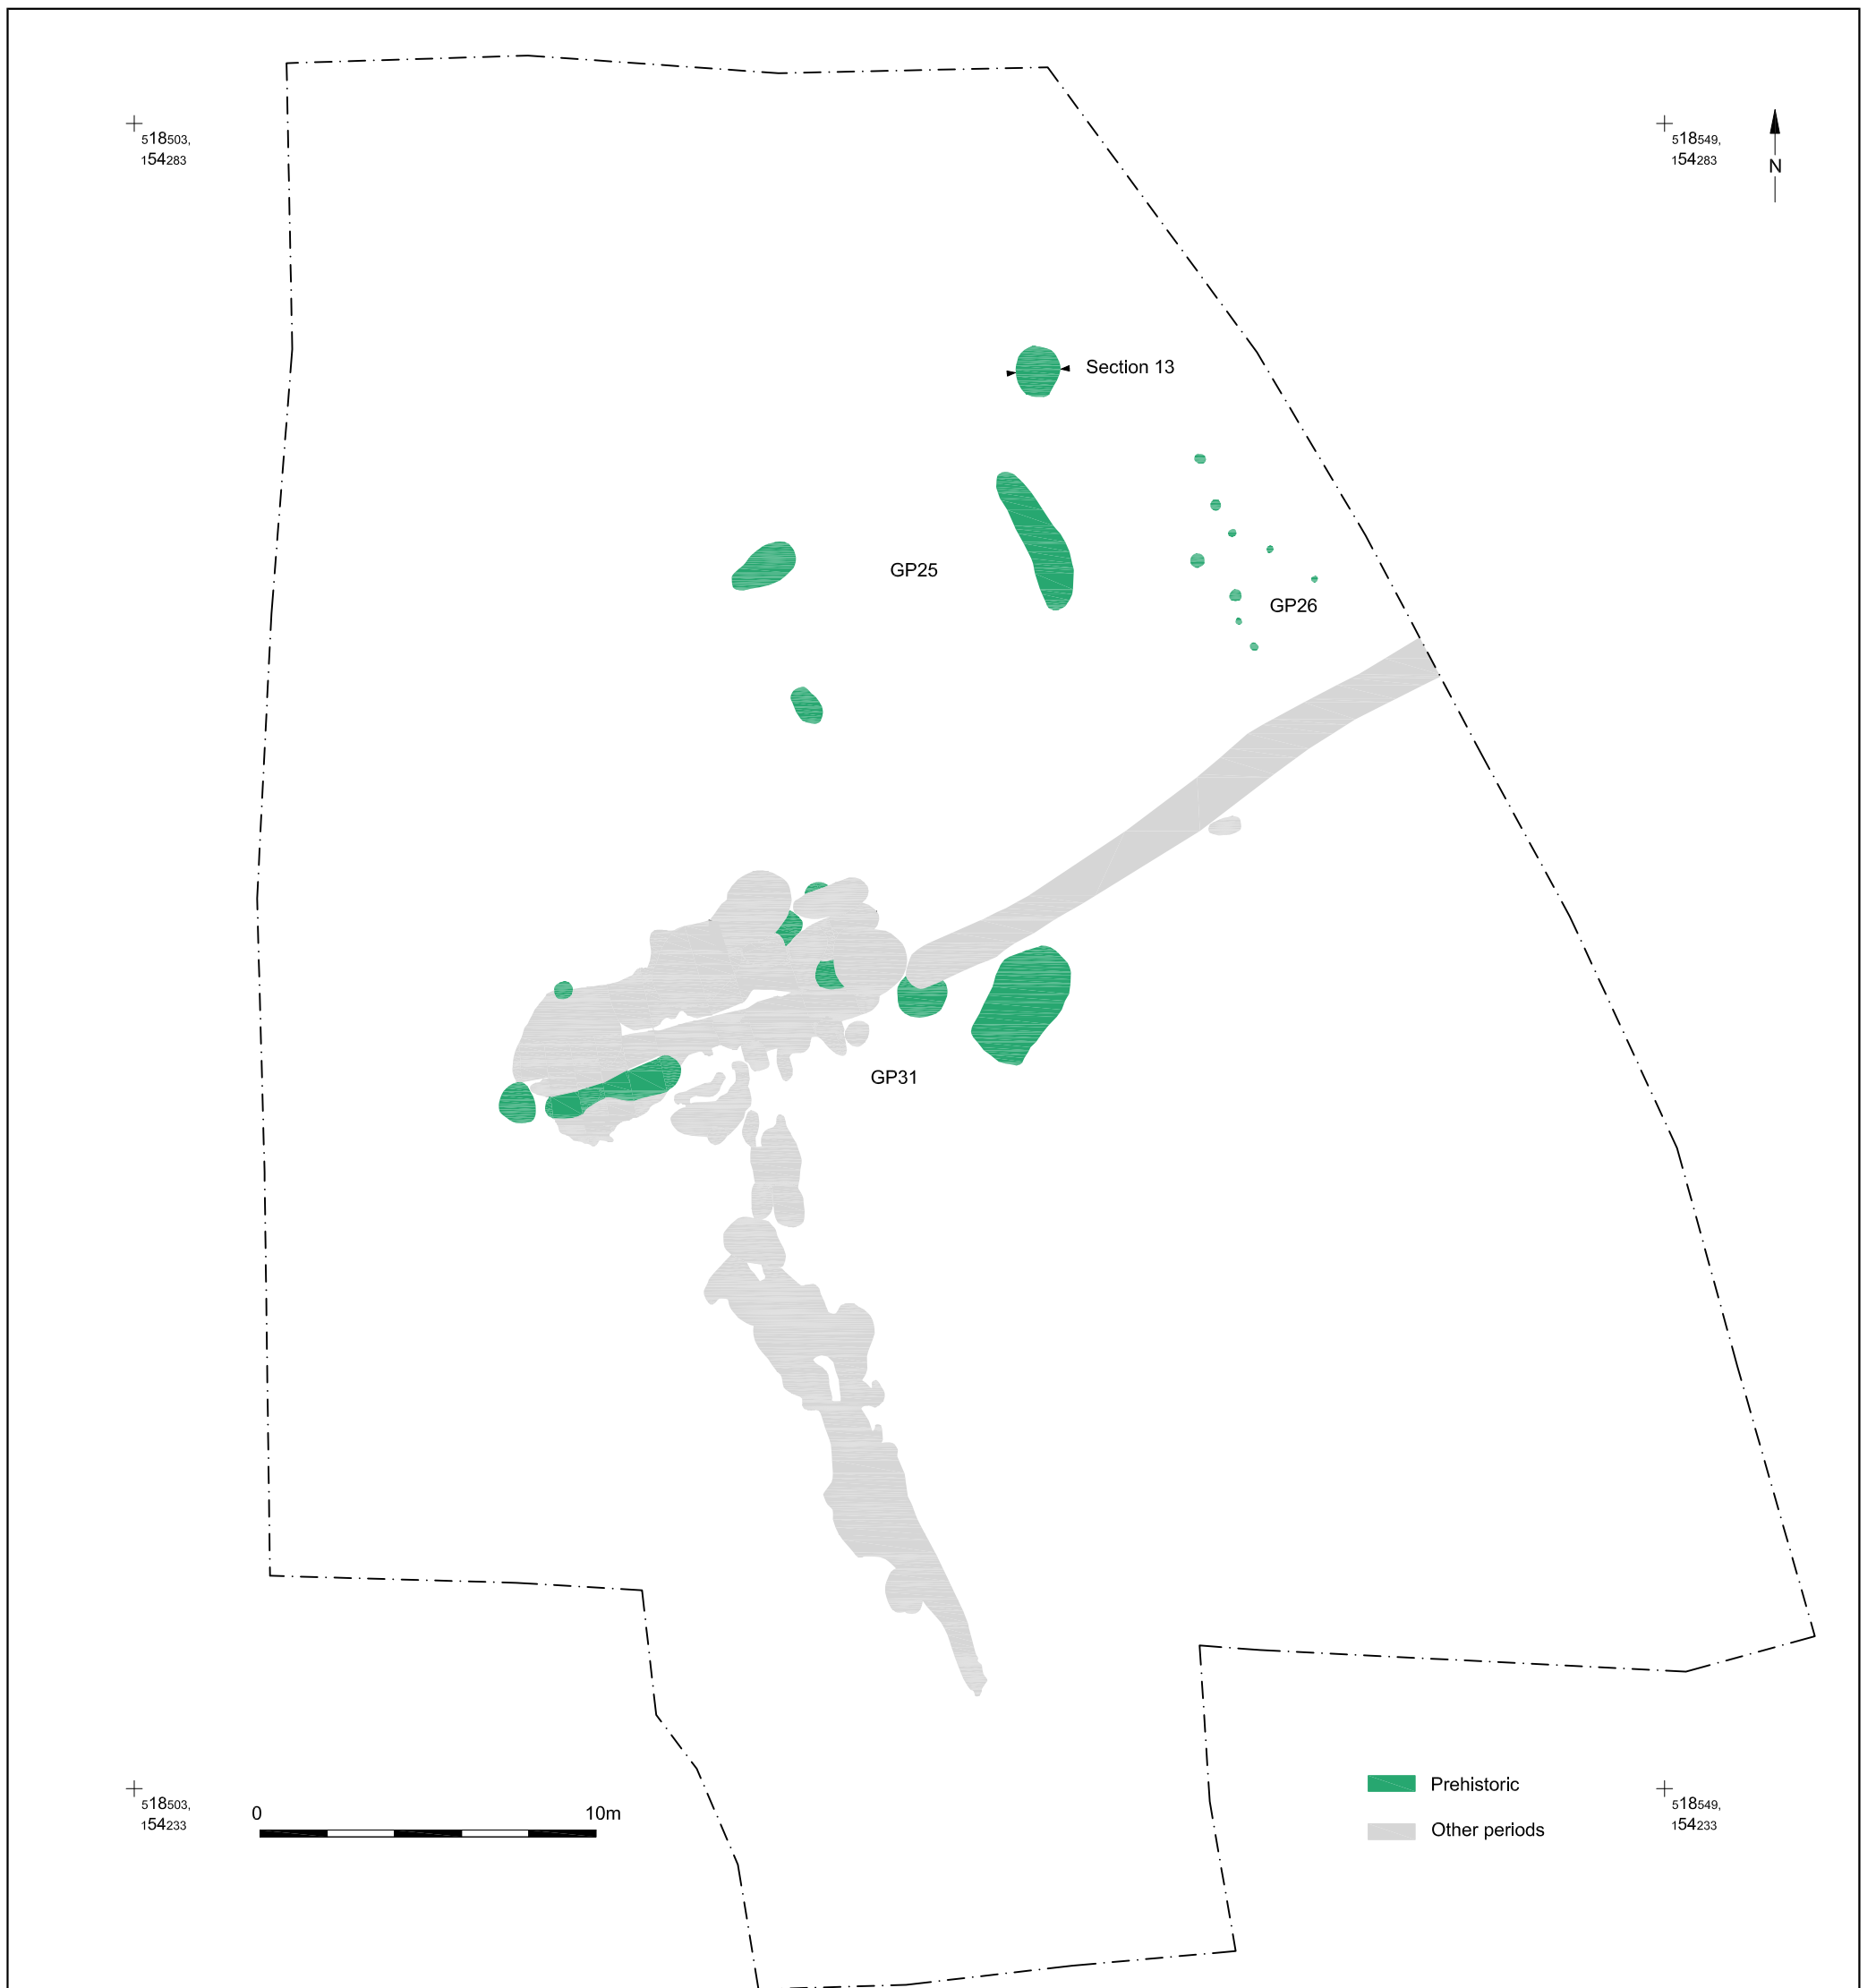 518503,
154283
518549,
154283
N
Section 13
GP25
GP26
GP31
518503,
154233
0 10m
Prehistoric
Other periods
518549,
154233